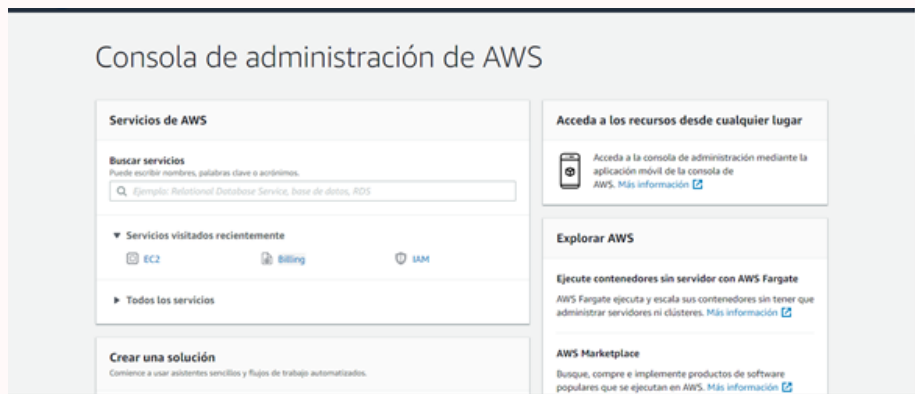 Consola de administración de AWS
Servicios de AWS
Buscar servicios
Puede escribir nombres, palabras clave o acrónimos.
Ejemplo: Relational Database Service, base de datos, RDS
Servicios visitados recientemente
EC2
Billing
IAM
Todos los servicios
Crear una solución
Comience a usar asistentes sencillos y flujos de trabajo automatizados.
Acceda a los recursos desde cualquier lugar
Acceda a la consola de administración mediante la
aplicación móvil de la consola de
AWS. Más información
Explorar AWS
Ejecute contenedores sin servidor con AWS Fargate
AWS Fargate ejecuta y escala sus contenedores sin tener que
administrar servidores ni clústeres. Más información
AWS Marketplace
Busque, compre e implemente productos de software
populares que se ejecutan en AWS. Más información